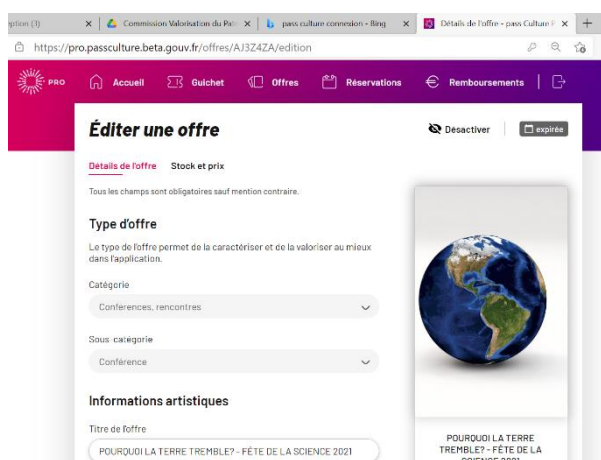 ption (1)
Commission Valorisation du Patr
pass culture connexion - Bing
Détails de l'offre - pass Culture P
https://pro.passculture.beta.gouv.fr/offres/AJ3Z4ZA/edition
PRO Accueil Guichet Offres Réservations Remboursements
Éditer une offre
Désactiver
expirée
Détails de l'offre Stock et prix
Tous les champs sont obligatoires sauf mention contraire.
Type d'offre
Le type de l'offre permet de la caractériser et de la valoriser au mieux
dans l'application.
Catégorie
Conférences, rencontres
Sous-catégorie
Conférence
Informations artistiques
Titre de l'offre
POURQUOI LA TERRE TREMBLE? - FÊTE DE LA SCIENCE 2021
POURQUOI LA TERRE
TREMBLE? - FÊTE DE LA
SCIENCE 2021